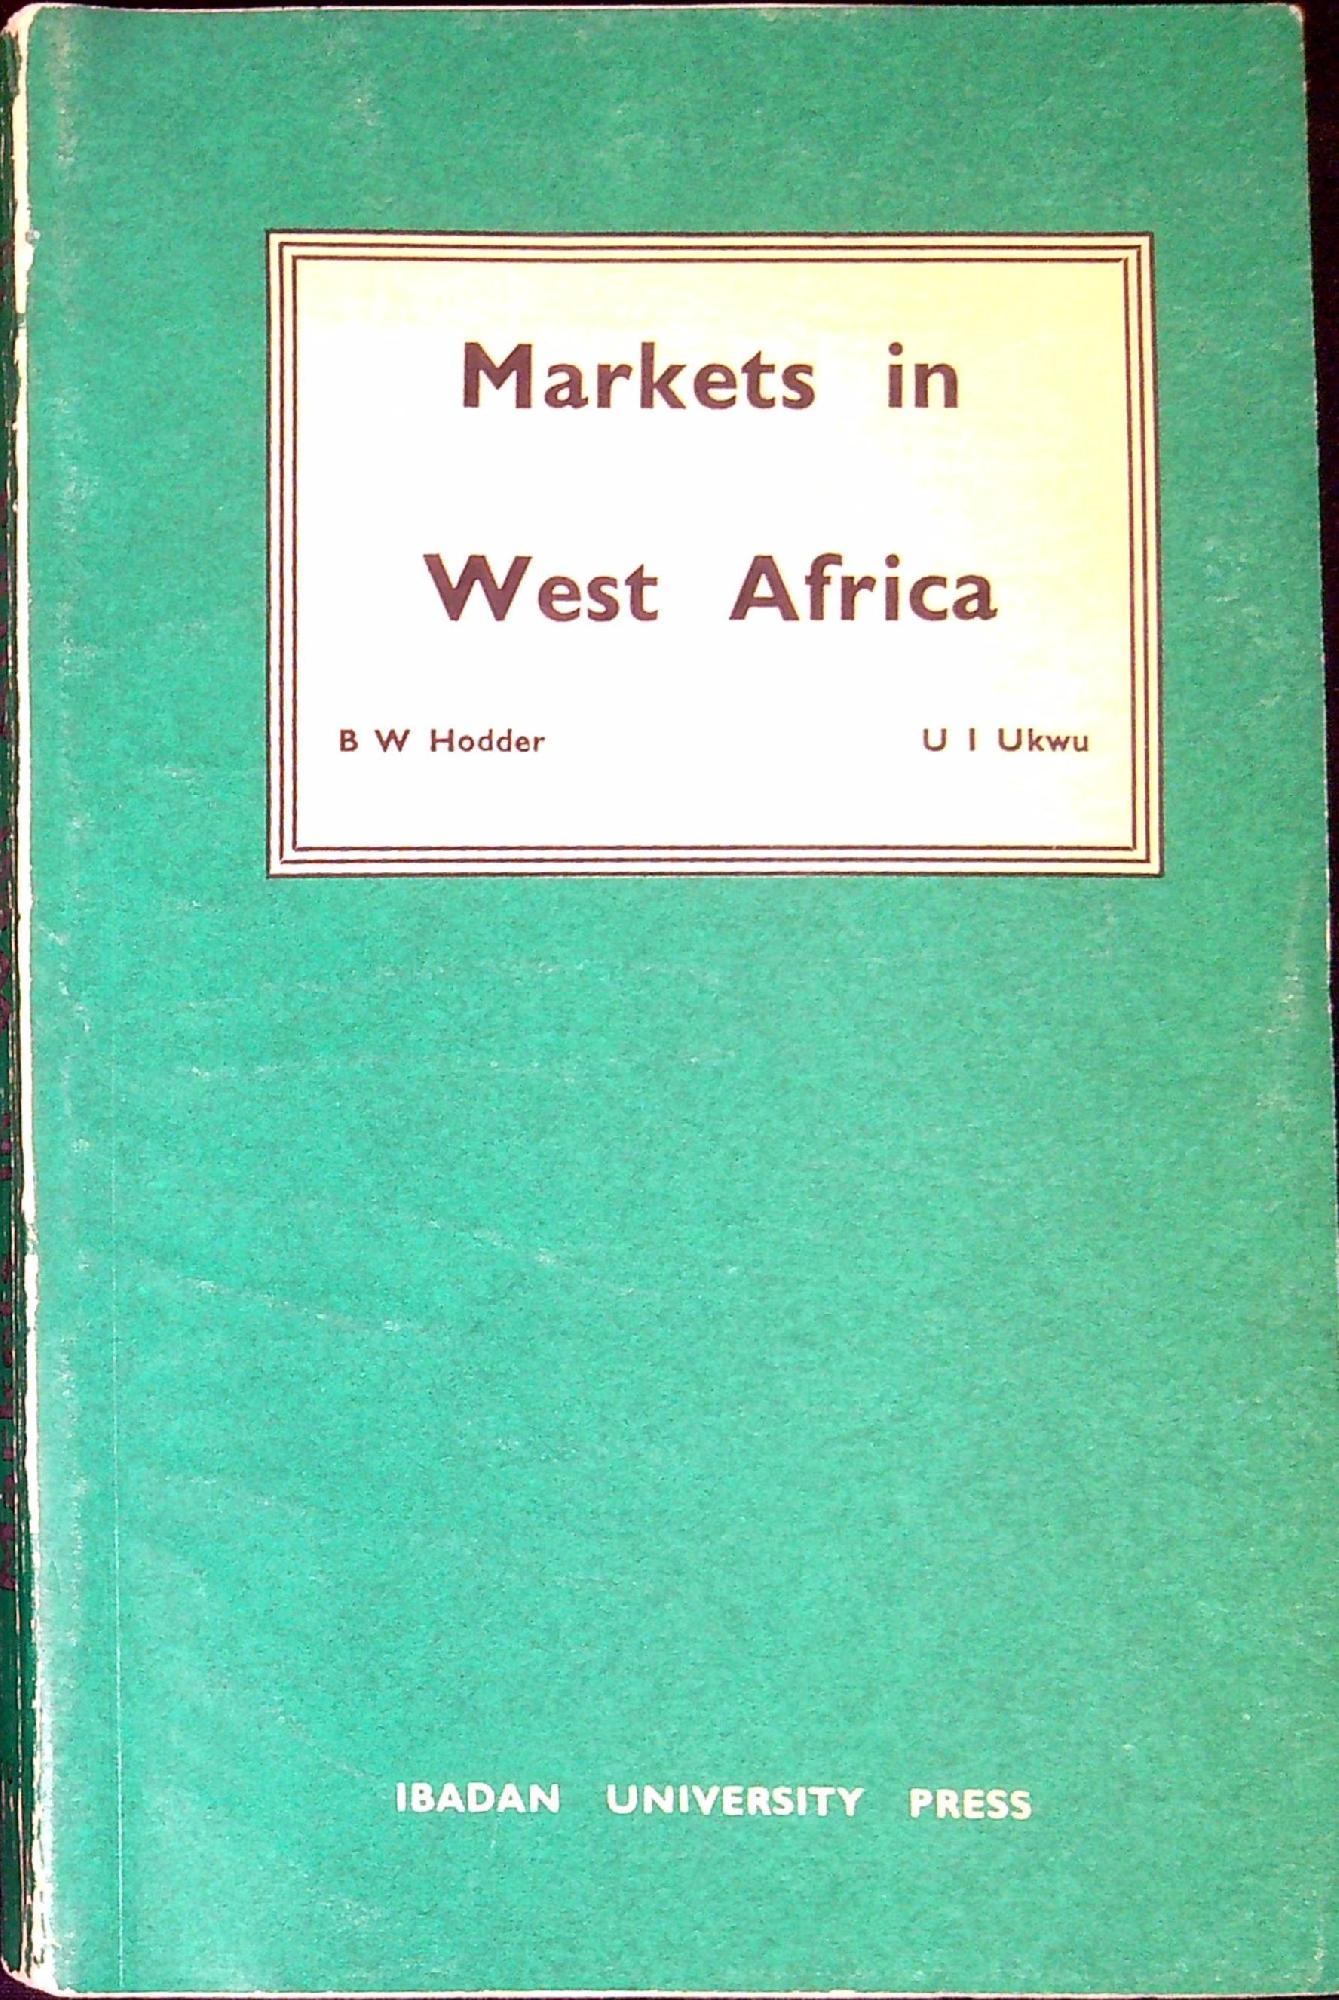 Markets in
West Africa
B W Hodder U I Ukwu
IBADAN UNIVERSITY PRESS